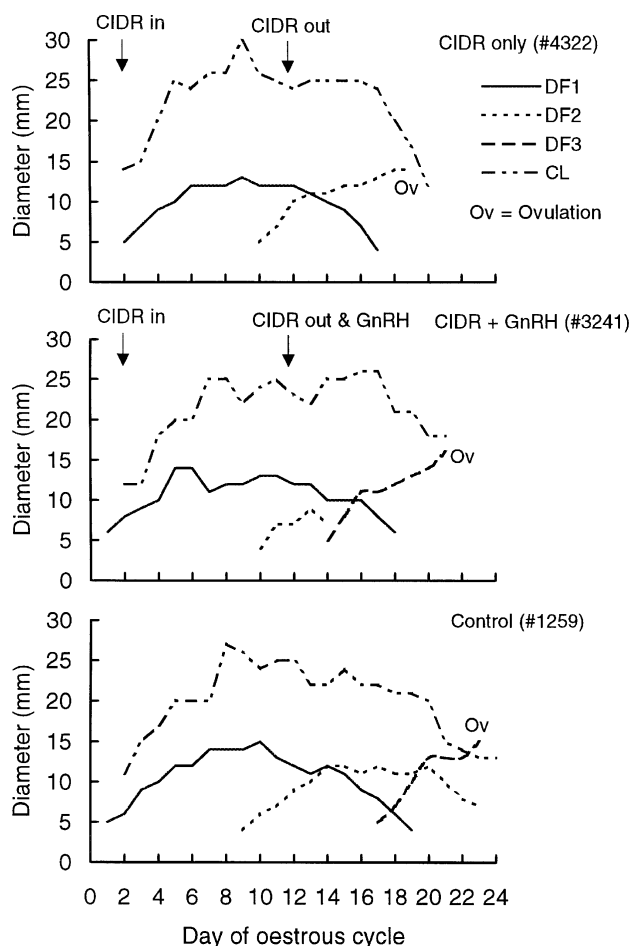 CIDR in
CIDR out
CIDR only (#4322)
30
25
20
15
10
5
0
Diameter (mm)
DF1
DF2
DF3
CL
Ov
Ov = Ovulation
CIDR in
CIDR out & GnRH
CIDR + GnRH (#3241)
30
25
20
15
10
5
0
Diameter (mm)
Ov
Control (#1259)
30
25
20
15
10
5
0
Diameter (mm)
Ov
0 2 4 6 8 10 12 14 16 18 20 22 24
Day of oestrous cycle